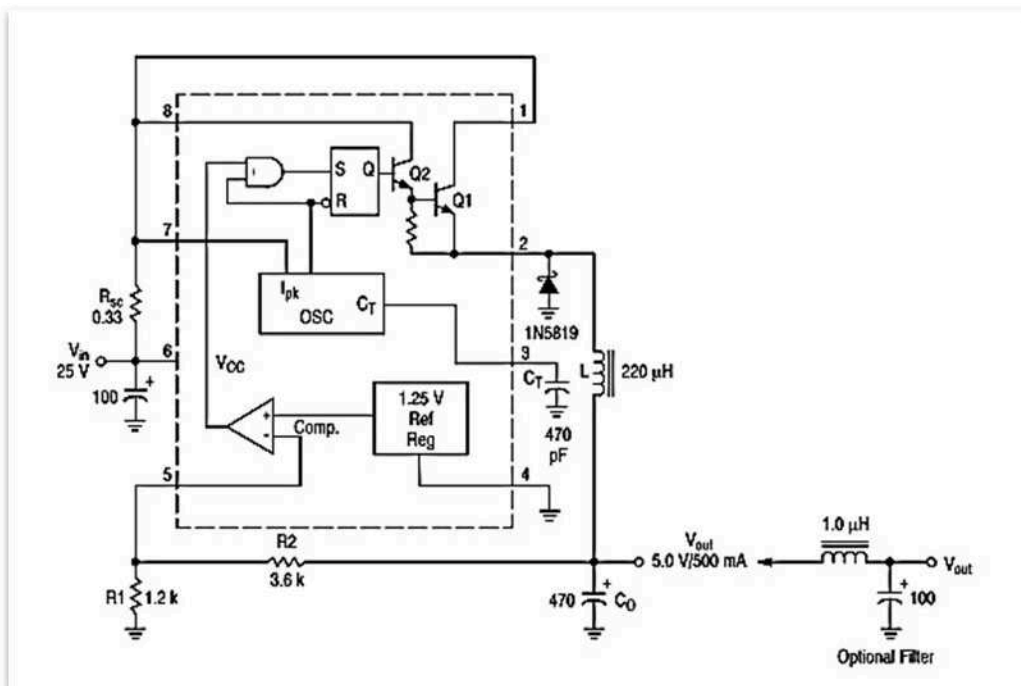 8
1
S Q
Q2
R
Q1
7
2
Ipk
CT
OSC
1N5819
Rsc
0.33
Vin
25 V
6
3
VCC
CT
L
220 µH
100
+
1.25 V
Ref
Reg
+
-
Comp.
470
pF
5
4
R2
3.6 k
Vout
5.0 V/500 mA
1.0 µH
Vout
R1
1.2 k
470
+
CO
+
100
Optional Filter